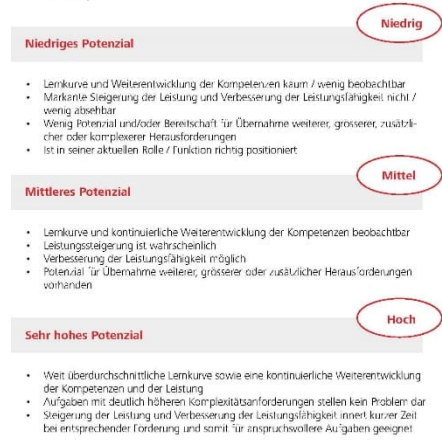 Niedrig
Niedriges Potenzial
• Lernkurve und Weiterentwicklung der Kompetenzen kaum / wenig beobachtbar
• Markante Steigerung der Leistung und Verbesserung der Leistungsfähigkeit nicht /
wenig absehbar
• Wenig Potenzial und/oder Bereitschaft für Übernahme weiterer, grösserer, zusätzli-
cher oder komplexerer Herausforderungen
• Ist in seiner aktuellen Rolle / Funktion richtig positioniert
Mittel
Mittleres Potenzial
• Lernkurve und kontinuierliche Weiterentwicklung der Kompetenzen beobachtbar
• Leistungssteigerung ist wahrscheinlich
• Verbesserung der Leistungsfähigkeit möglich
• Potenzial für Übernahme weiterer, grösserer oder zusätzlicher Herausforderungen
vorhanden
Hoch
Sehr hohes Potenzial
• Weit überdurchschnittliche Lernkurve sowie eine kontinuierliche Weiterentwicklung
der Kompetenzen und der Leistung
• Aufgaben mit deutlich höheren Komplexitätsanforderungen stellen kein Problem dar
• Steigerung der Leistung und Verbesserung der Leistungsfähigkeit innert kurzer Zeit
bei entsprechender Förderung und somit für anspruchsvollere Aufgaben geeignet